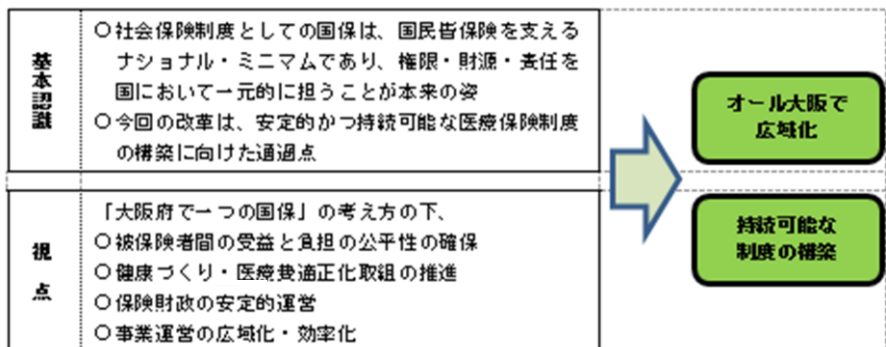 基本認識
○社会保険制度としての国保は、国民皆保険を支える
ナショナル・ミニマムであり、権限・財源・責任を
国において一元的に担うことが本来の姿
○今回の改革は、安定的かつ持続可能な医療保険制度
の構築に向けた通過点
視点
「大阪府で一つの国保」の考え方の下、
○被保険者間の受益と負担の公平性の確保
○健康づくり・医療費適正化取組の推進
○保険財政の安定的運営
○事業運営の広域化・効率化
オール大阪で
広域化
持続可能な
制度の構築